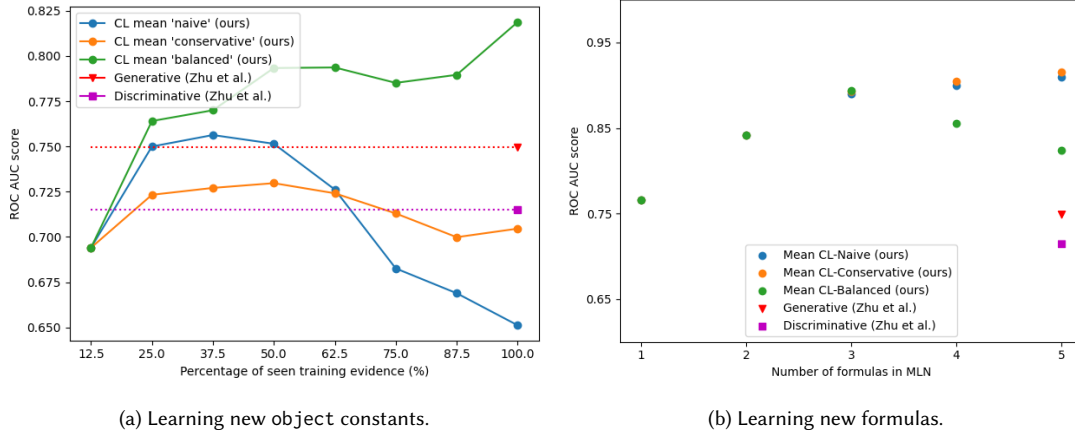 0.825
0.800
0.775
0.750
0.725
0.700
0.675
0.650
ROC AUC score
CL mean 'naive' (ours)
CL mean 'conservative' (ours)
CL mean 'balanced' (ours)
Generative (Zhu et al.)
Discriminative (Zhu et al.)
12.5 25.0 37.5 50.0 62.5 75.0 87.5 100.0
Percentage of seen training evidence (%)
(a) Learning new object constants.
0.95
0.85
0.75
0.65
ROC AUC score
Mean CL-Naive (ours)
Mean CL-Conservative (ours)
Mean CL-Balanced (ours)
Generative (Zhu et al.)
Discriminative (Zhu et al.)
1 2 3 4 5
Number of formulas in MLN
(b) Learning new formulas.